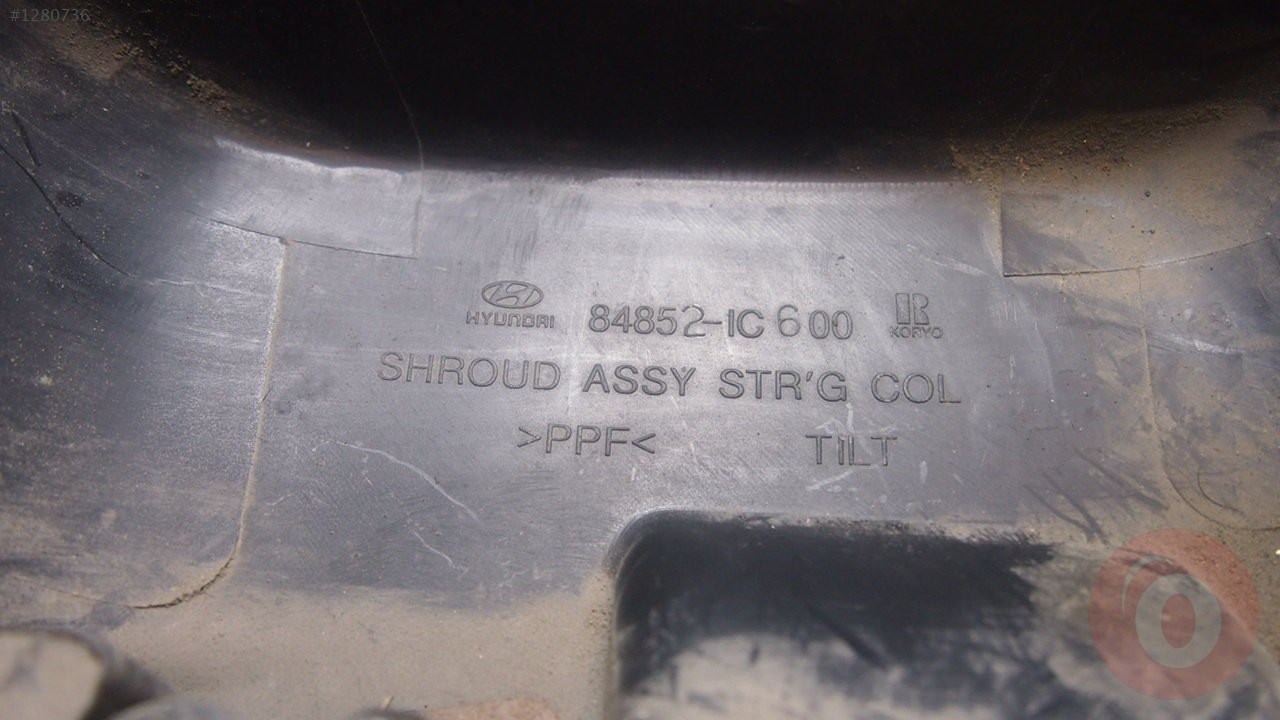 #1280736
HYUNDAI 84852-1C600 KORYO
SHROUD ASSY STR'G COL
>PPF< TILT